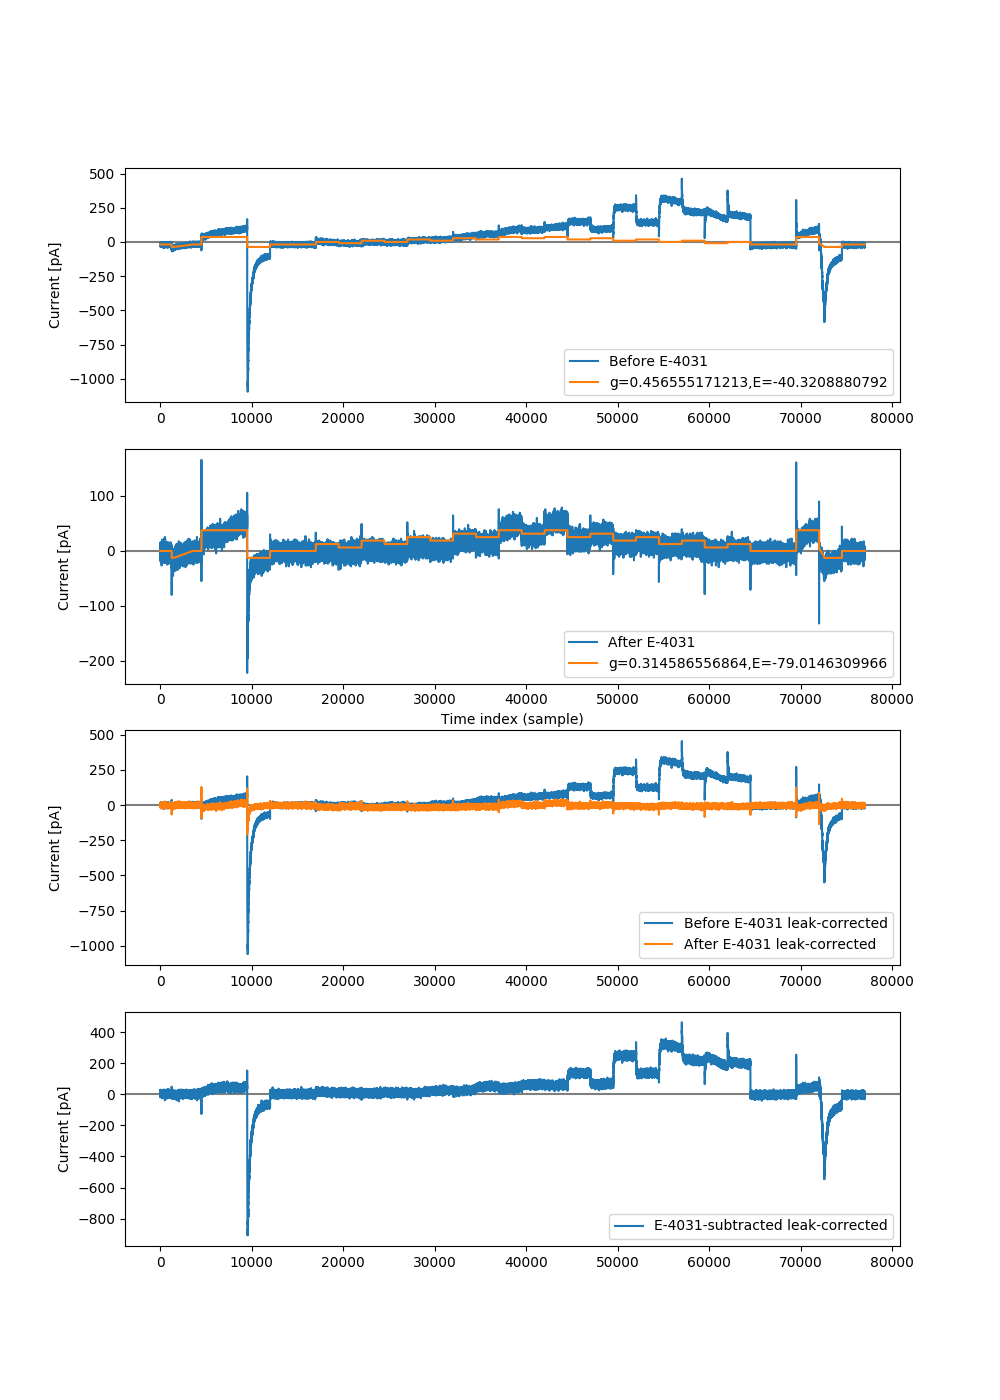 500
250
0
−250
−500
−750
−1000
Current [pA]
Before E-4031
g=0.456555171213,E=-40.3208880792
0 10000 20000 30000 40000 50000 60000 70000 80000
100
0
−100
−200
Current [pA]
After E-4031
g=0.314586556864,E=-79.0146309966
0 10000 20000 30000 40000 50000 60000 70000 80000
Time index (sample)
500
250
0
−250
−500
−750
−1000
Current [pA]
Before E-4031 leak-corrected
After E-4031 leak-corrected
0 10000 20000 30000 40000 50000 60000 70000 80000
400
200
0
−200
−400
−600
−800
Current [pA]
E-4031-subtracted leak-corrected
0 10000 20000 30000 40000 50000 60000 70000 80000